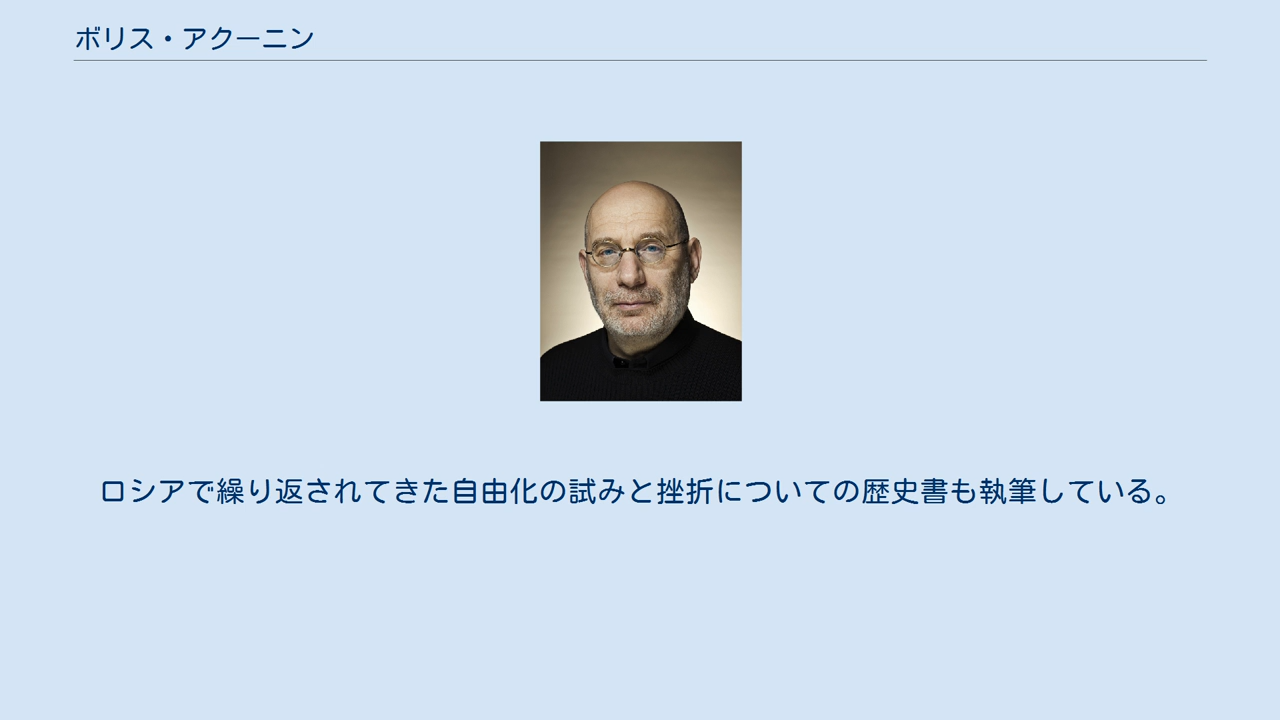 ボリス・アクーニン
ロシアで繰り返されてきた自由化の試みと挫折についての歴史書も執筆している。